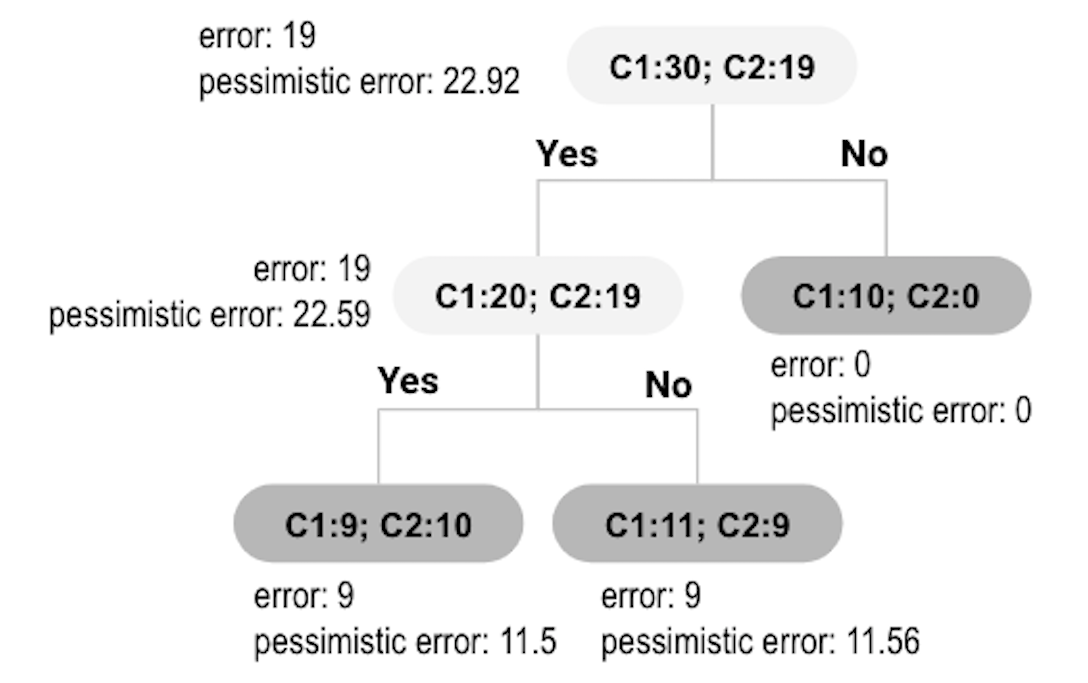 error: 19
pessimistic error: 22.92
C1:30; C2:19
Yes
No
error: 19
pessimistic error: 22.59
C1:20; C2:19
C1:10; C2:0
error: 0
pessimistic error: 0
Yes
No
C1:9; C2:10
C1:11; C2:9
error: 9
pessimistic error: 11.5
error: 9
pessimistic error: 11.56